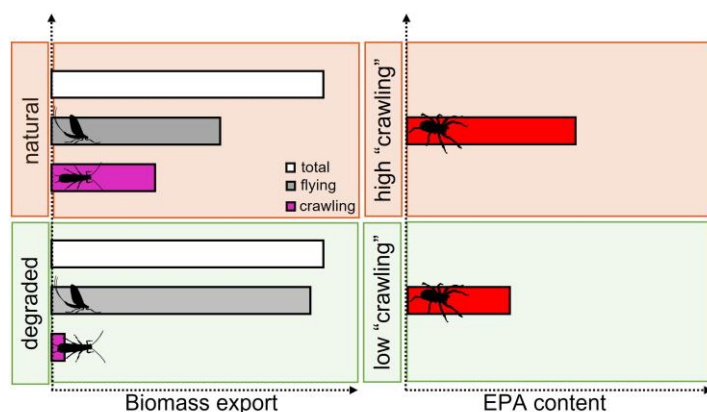 natural
total
flying
crawling
degraded
Biomass export
high “crawling”
low “crawling”
EPA content